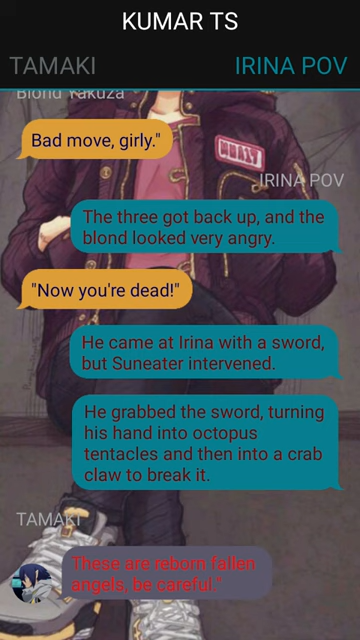 KUMAR TS
TAMAKI
IRINA POV
Blond Yakuza
Bad move, girly."
IRINA POV
The three got back up, and the
blond looked very angry.
"Now you're dead!"
He came at Irina with a sword,
but Suneater intervened.
He grabbed the sword, turning
his hand into octopus
tentacles and then into a crab
claw to break it.
TAMAKI
These are reborn fallen
angels, be careful."